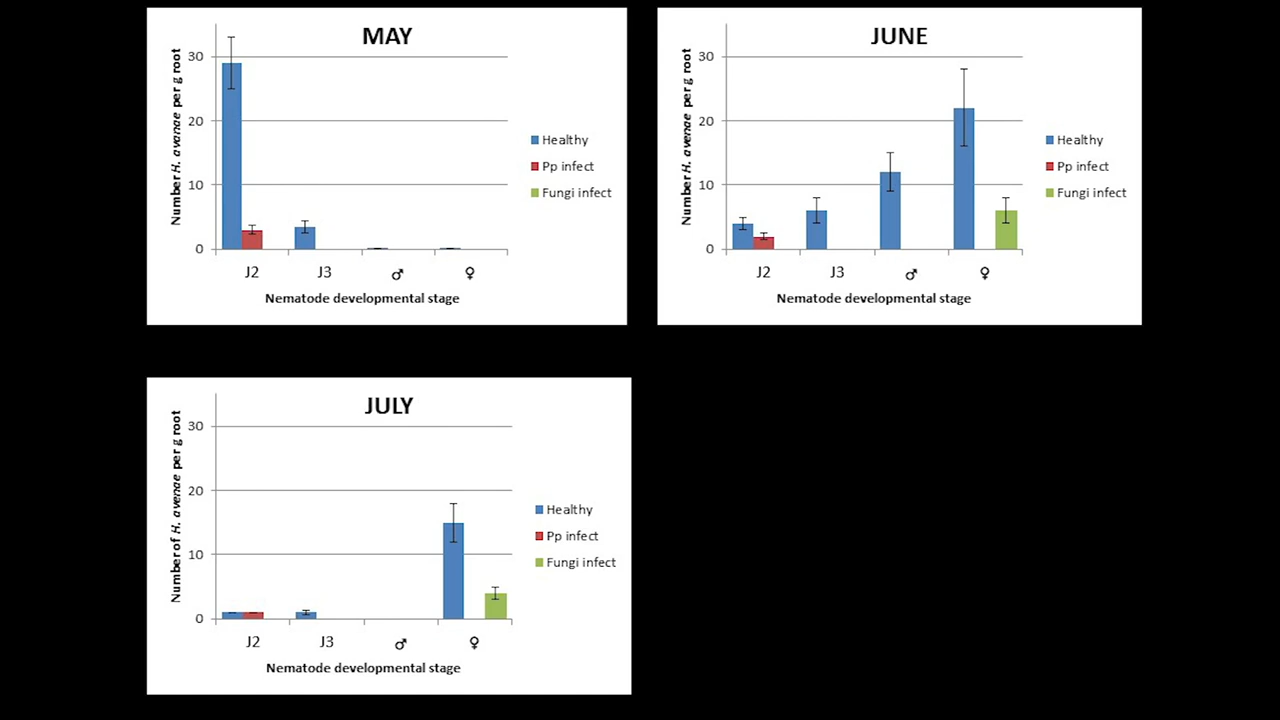 MAY
Number H. avanae per g root
30
20
10
0
J2 J3 ♂ ♀
Nematode developmental stage
Healthy
Pp infect
Fungi infect
JUNE
Number H. avenae per g root
30
20
10
0
J2 J3 ♂ ♀
Nematode developmental stage
Healthy
Pp infect
Fungi infect
JULY
Number of H. avenae per g root
30
20
10
0
J2 J3 ♂ ♀
Nematode developmental stage
Healthy
Pp infect
Fungi infect